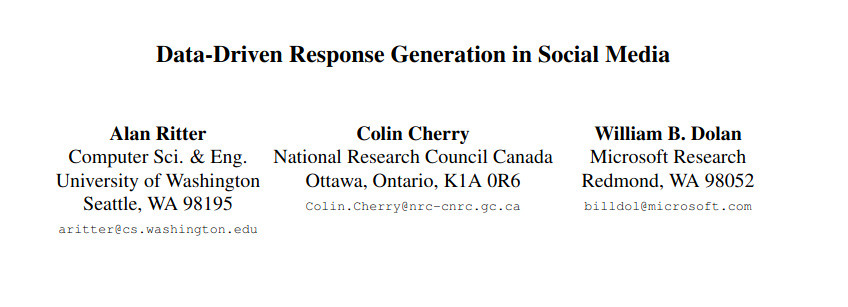 Data-Driven Response Generation in Social Media
Alan Ritter
Computer Sci. & Eng.
University of Washington
Seattle, WA 98195
aritter@cs.washington.edu
Colin Cherry
National Research Council Canada
Ottawa, Ontario, K1A 0R6
Colin.Cherry@nrc-cnrc.gc.ca
William B. Dolan
Microsoft Research
Redmond, WA 98052
billdol@microsoft.com